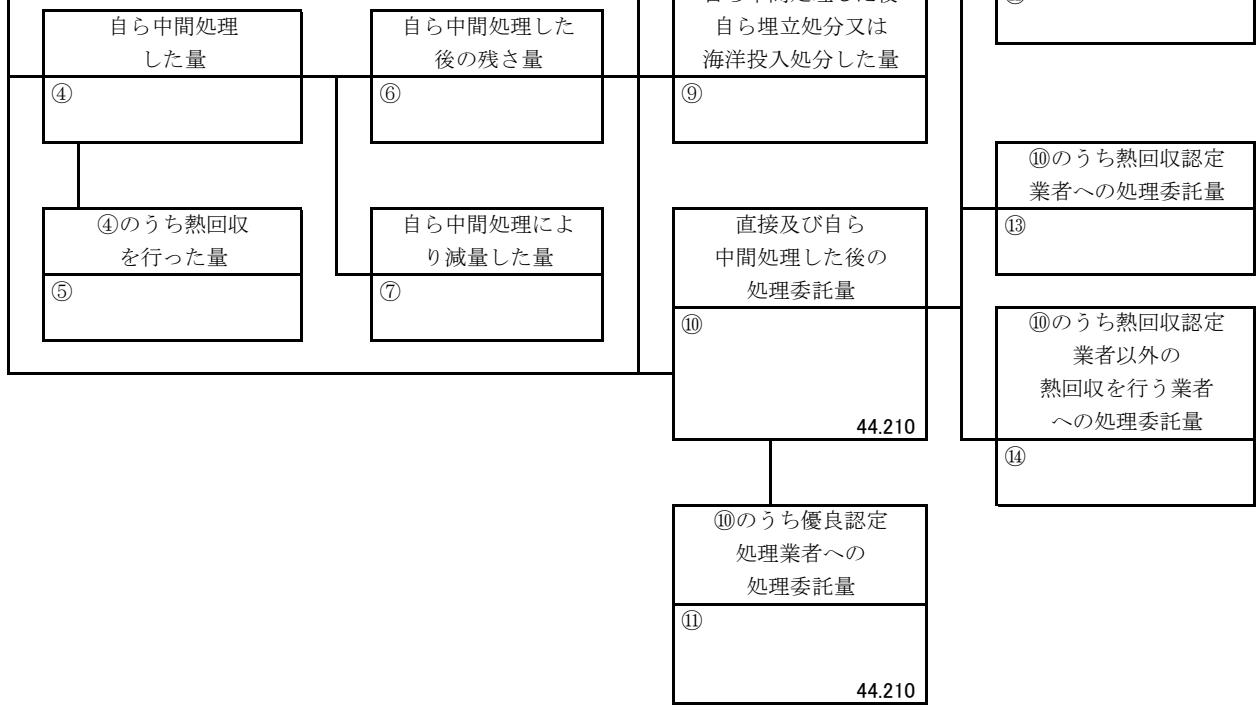 自ら中間処理
した量
④
自ら中間処理した
後の残さ量
⑥
自ら埋立処分又は
海洋投入処分した量
⑨
④のうち熱回収
を行った量
⑤
自ら中間処理によ
り減量した量
⑦
直接及び自ら
中間処理した後の
処理委託量
⑩
44.210
⑩のうち熱回収認定
業者への処理委託量
⑬
⑩のうち熱回収認定
業者以外の
熱回収を行う業者
への処理委託量
⑭
⑩のうち優良認定
処理業者への
処理委託量
⑪
44.210